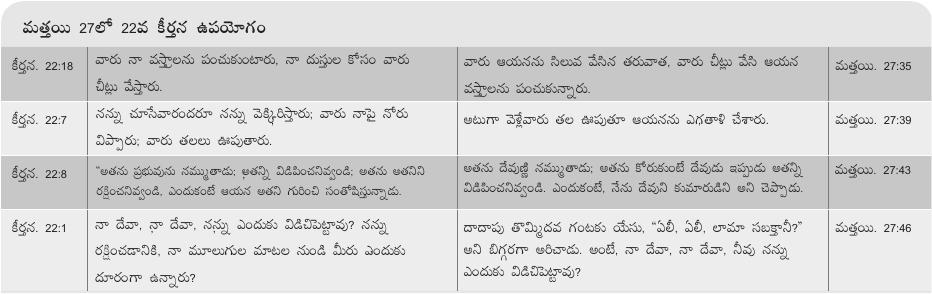 మత్తయి 27లో 22వ కీర్తన ఉపయోగం
కీర్తన. 22:18
వారు నా వస్త్రాలను పంచుకుంటారు, నా దుస్తుల కోసం వారు
చీట్లు వేస్తారు.
వారు ఆయనను సిలువ వేసిన తరువాత, వారు చీట్లు వేసి ఆయన
వస్త్రాలను పంచుకున్నారు.
మత్తయి. 27:35
కీర్తన. 22:7
నన్ను చూసేవారందరూ నన్ను వెక్కిరిస్తారు; వారు నాపై నోరు
విప్పారు; వారు తలలు ఊపుతారు.
అటుగా వెళ్లేవారు తల ఊపుతూ ఆయనను ఎగతాళి చేశారు.
మత్తయి. 27:39
కీర్తన. 22:8
"అతను ప్రభువును నమ్ముతాడు; అతన్ని విడిపించనివ్వండి; అతను అతనిని
రక్షించనివ్వండి, ఎందుకంటే ఆయన అతని గురించి సంతోషిస్తున్నాడు.
అతను దేవుణ్ణి నమ్ముతాడు; అతను కోరుకుంటే దేవుడు ఇప్పుడు అతన్ని
విడిపించనివ్వండి. ఎందుకంటే, నేను దేవుని కుమారుడిని అని చెప్పాడు.
మత్తయి. 27:43
కీర్తన. 22:1
నా దేవా, నా దేవా, నన్ను ఎందుకు విడిచిపెట్టావు? నన్ను
రక్షించడానికి, నా మూలుగుల మాటల నుండి మీరు ఎందుకు
దూరంగా ఉన్నారు?
దాదాపు తొమ్మిదవ గంటకు యేసు, "ఏలీ, ఏలీ, లామా సబక్తానీ?"
అని బిగ్గరగా అరిచాడు. అంటే, నా దేవా, నా దేవా, నీవు నన్ను
ఎందుకు విడిచిపెట్టావు?
మత్తయి. 27:46